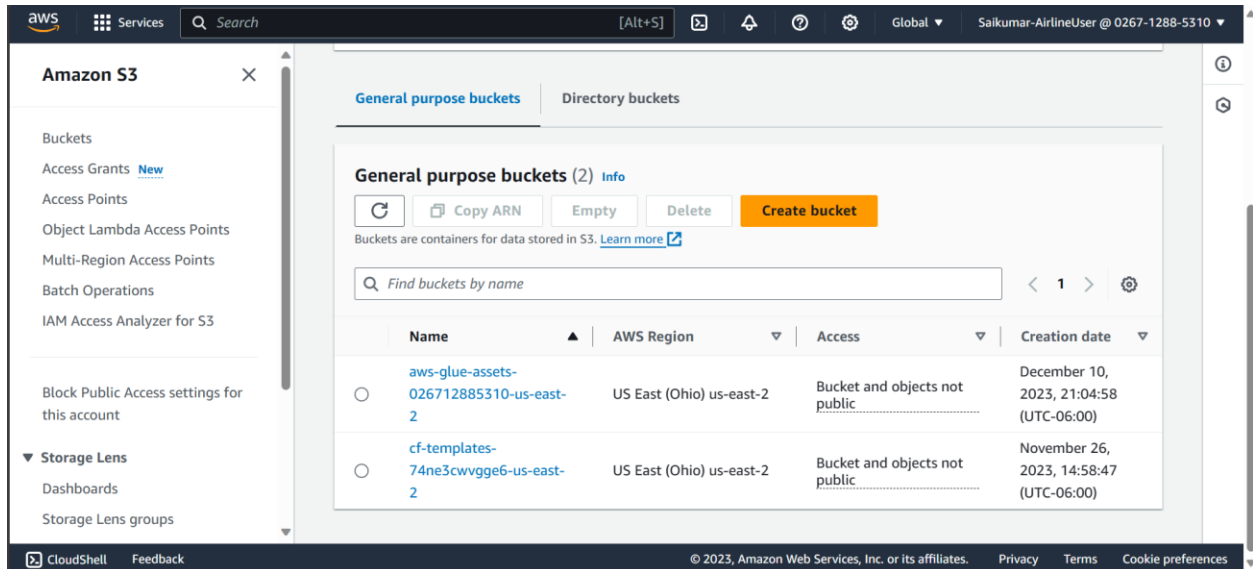 aws
Services
Search
[Alt+S]
Global ▼
Saikumar-AirlineUser @ 0267-1288-5310 ▼
Amazon S3
Buckets
Access Grants New
Access Points
Object Lambda Access Points
Multi-Region Access Points
Batch Operations
IAM Access Analyzer for S3
Block Public Access settings for
this account
▼ Storage Lens
Dashboards
Storage Lens groups
General purpose buckets
Directory buckets
General purpose buckets (2) Info
Copy ARN
Empty
Delete
Create bucket
Buckets are containers for data stored in S3. Learn more
Find buckets by name
1
Name
AWS Region
Access
Creation date
aws-glue-assets-
026712885310-us-east-
2
US East (Ohio) us-east-2
Bucket and objects not
public
December 10,
2023, 21:04:58
(UTC-06:00)
cf-templates-
74ne3cwvgge6-us-east-
2
US East (Ohio) us-east-2
Bucket and objects not
public
November 26,
2023, 14:58:47
(UTC-06:00)
CloudShell
Feedback
© 2023, Amazon Web Services, Inc. or its affiliates.
Privacy
Terms
Cookie preferences